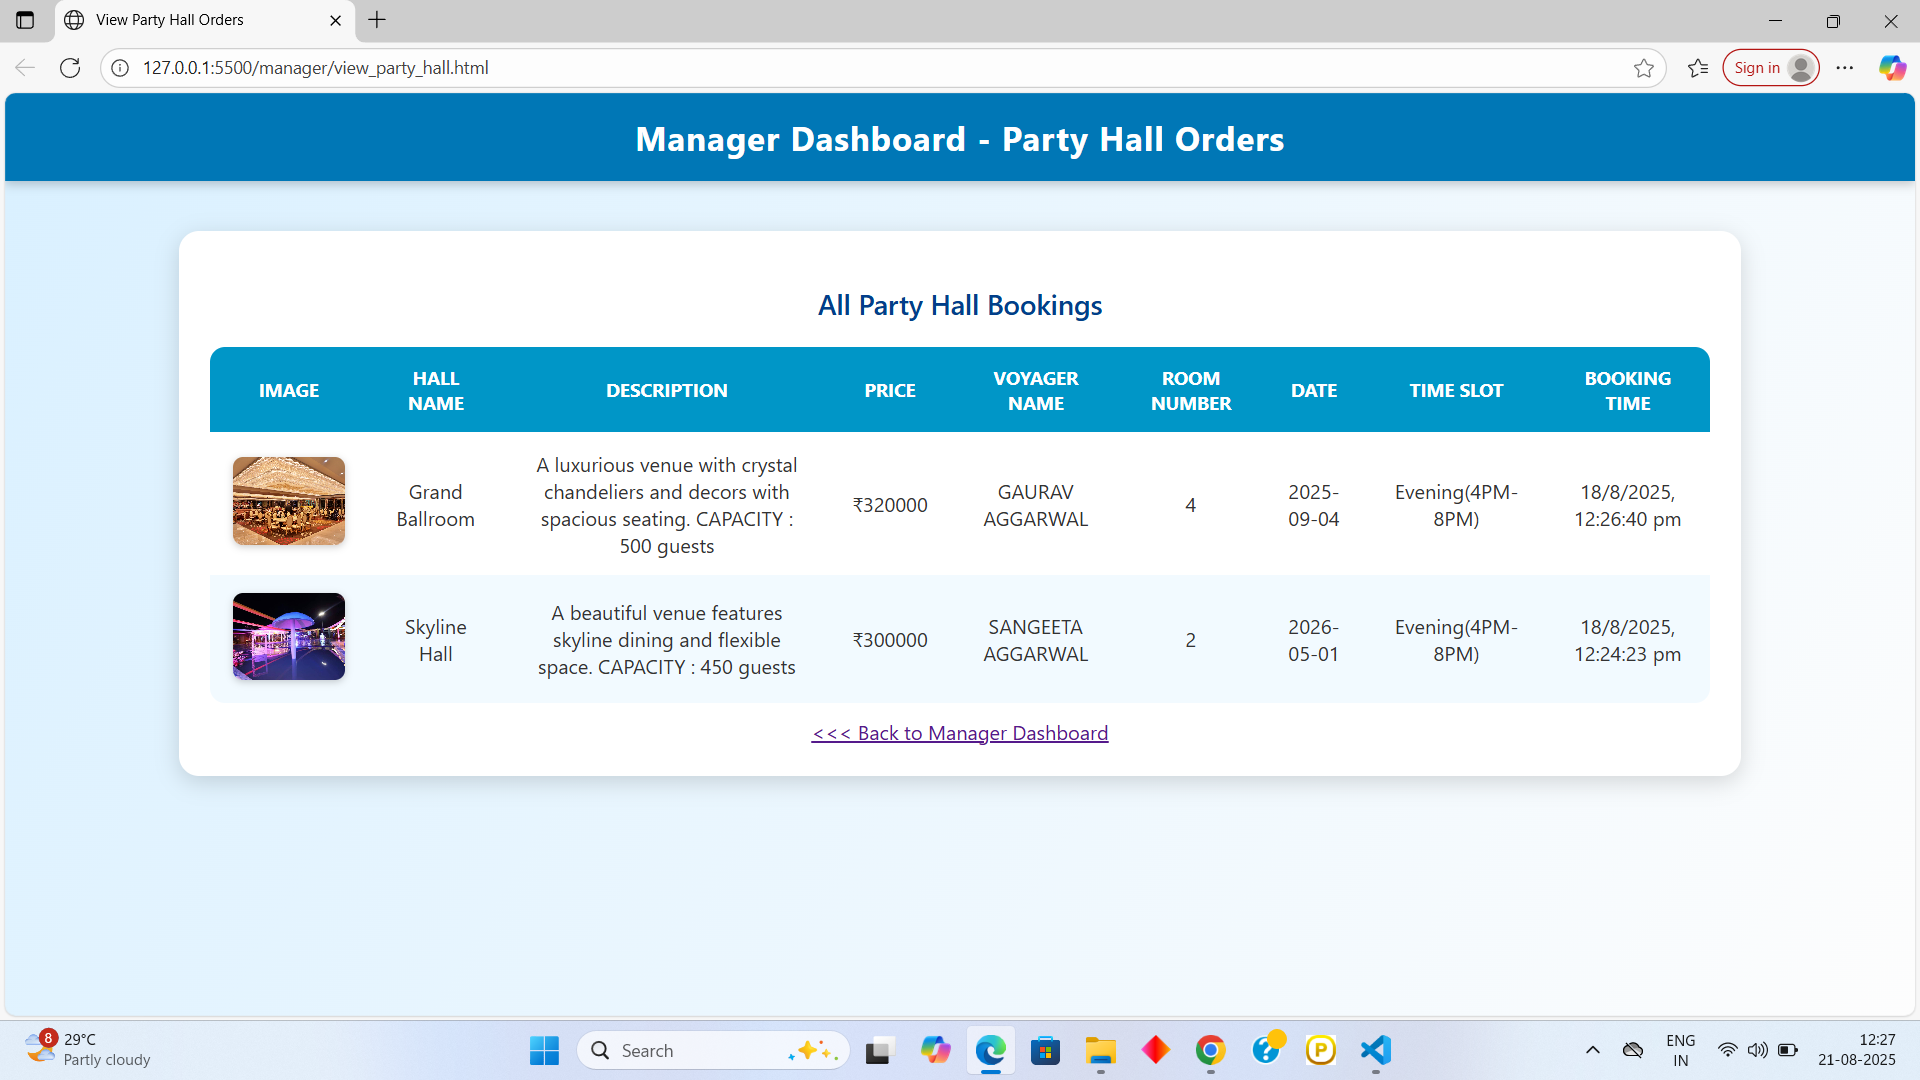 View Party Hall Orders
127.0.0.1:5500/manager/view_party_hall.html
Sign in
Manager Dashboard - Party Hall Orders
All Party Hall Bookings
IMAGE
HALL
NAME
DESCRIPTION
PRICE
VOYAGER
NAME
ROOM
NUMBER
DATE
TIME SLOT
BOOKING
TIME
Grand
Ballroom
A luxurious venue with crystal
chandeliers and decors with
spacious seating. CAPACITY :
500 guests
₹320000
GAURAV
AGGARWAL
4
2025-
09-04
Evening(4PM-
8PM)
18/8/2025,
12:26:40 pm
Skyline
Hall
A beautiful venue features
skyline dining and flexible
space. CAPACITY : 450 guests
₹300000
SANGEETA
AGGARWAL
2
2026-
05-01
Evening(4PM-
8PM)
18/8/2025,
12:24:23 pm
<<< Back to Manager Dashboard
8
29°C
Partly cloudy
Search
P
ENG
IN
12:27
21-08-2025